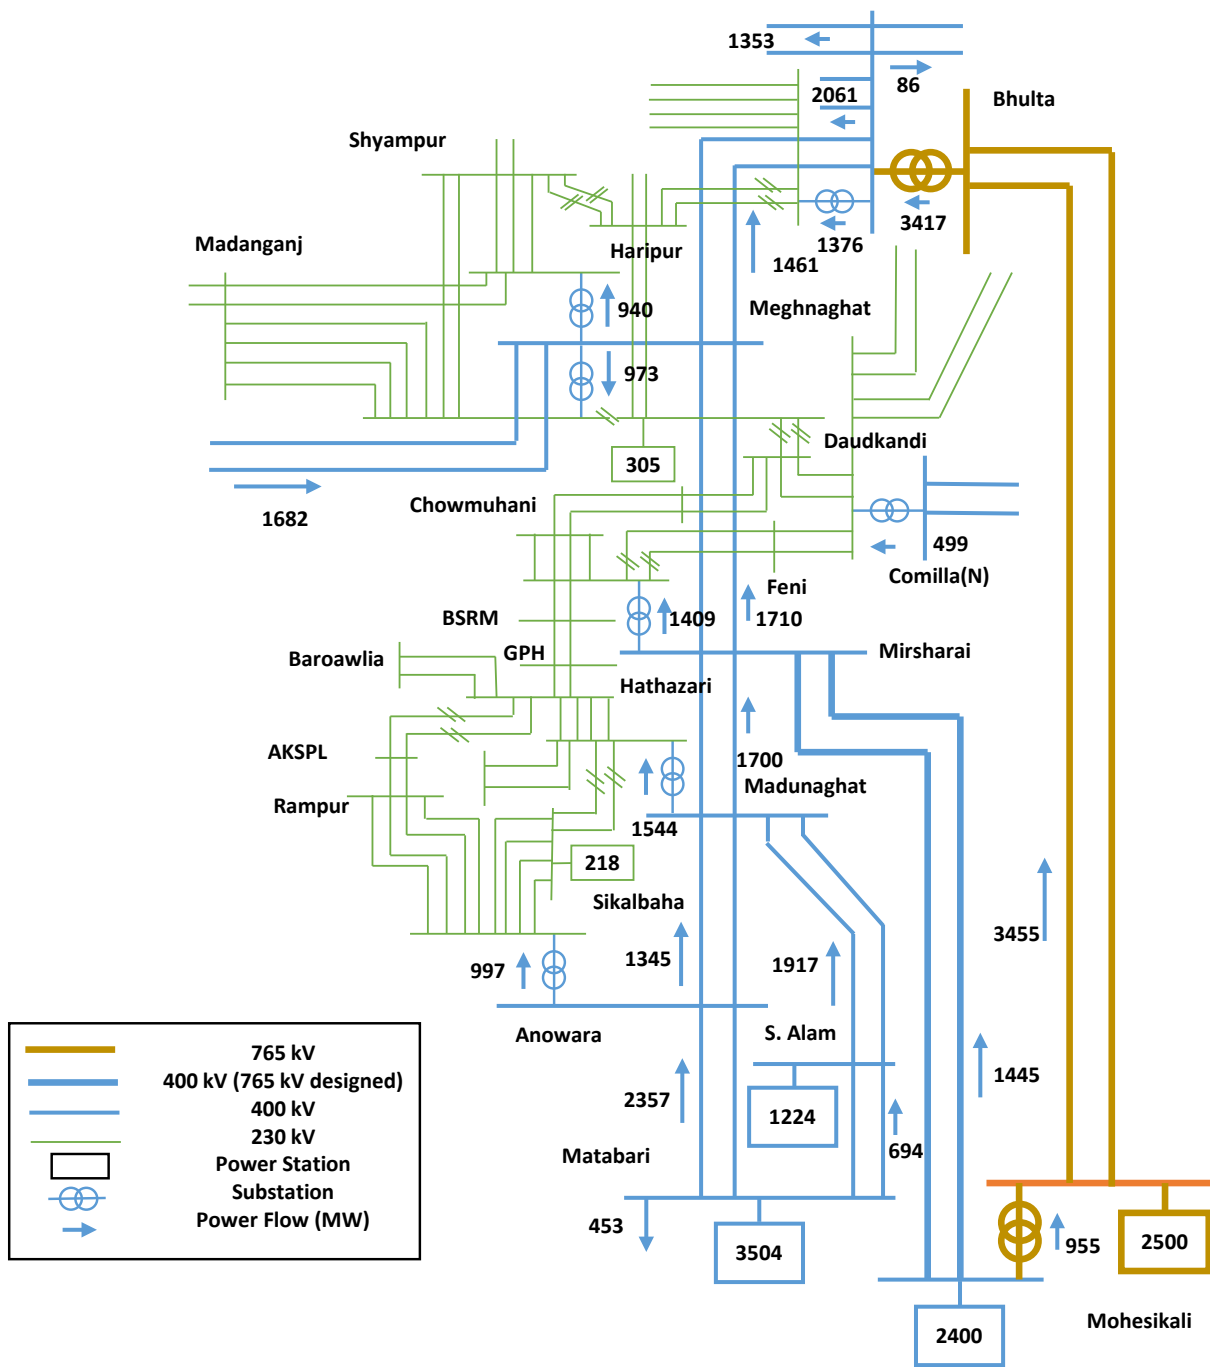 1353
86
2061
Bhulta
Shyampur
3417
1376
Haripur
Madanganj
1461
Meghnaghat
940
973
Daudkandi
305
Chowmuhani
1682
499
Comilla(N)
Feni
BSRM
1409
1710
Mirsharai
GPH
Baroawlia
Hathazari
AKSPL
1700
Madunaghat
Rampur
1544
218
Sikalbaha
3455
1345
1917
997
Anowara
S. Alam
765 kV
400 kV (765 kV designed)
400 kV
230 kV
Power Station
Substation
Power Flow (MW)
1445
2357
1224
694
Matabari
453
3504
955
2500
2400
Mohesikali